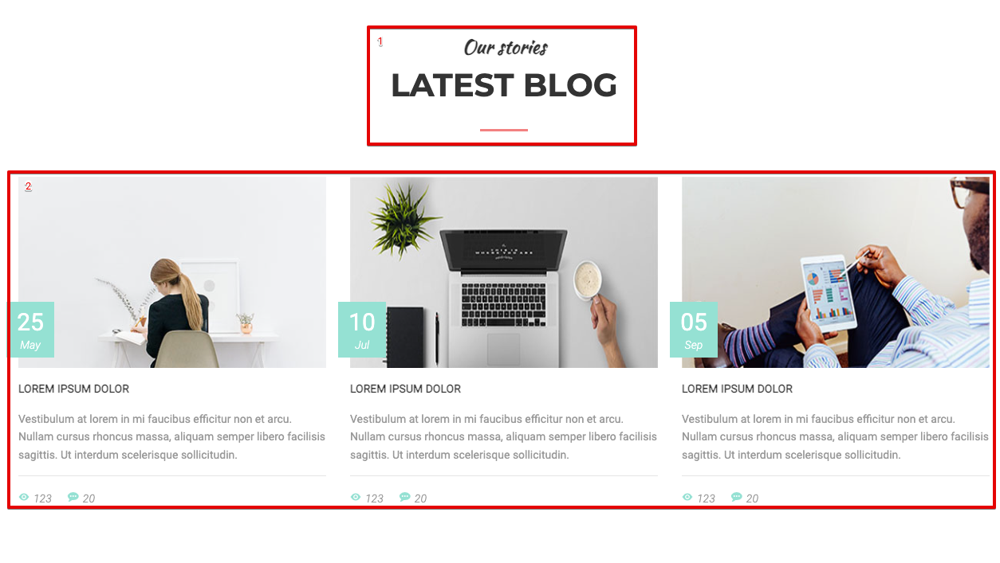 1
Our stories
LATEST BLOG
2
THIS IS
WHERE YOU ARE
25
May
LOREM IPSUM DOLOR
Vestibulum at lorem in mi faucibus efficitur non et arcu.
Nullam cursus rhoncus massa, aliquam semper libero facilisis
sagittis. Ut interdum scelerisque sollicitudin.
123 20
10
Jul
LOREM IPSUM DOLOR
Vestibulum at lorem in mi faucibus efficitur non et arcu.
Nullam cursus rhoncus massa, aliquam semper libero facilisis
sagittis. Ut interdum scelerisque sollicitudin.
123 20
05
Sep
LOREM IPSUM DOLOR
Vestibulum at lorem in mi faucibus efficitur non et arcu.
Nullam cursus rhoncus massa, aliquam semper libero facilisis
sagittis. Ut interdum scelerisque sollicitudin.
123 20